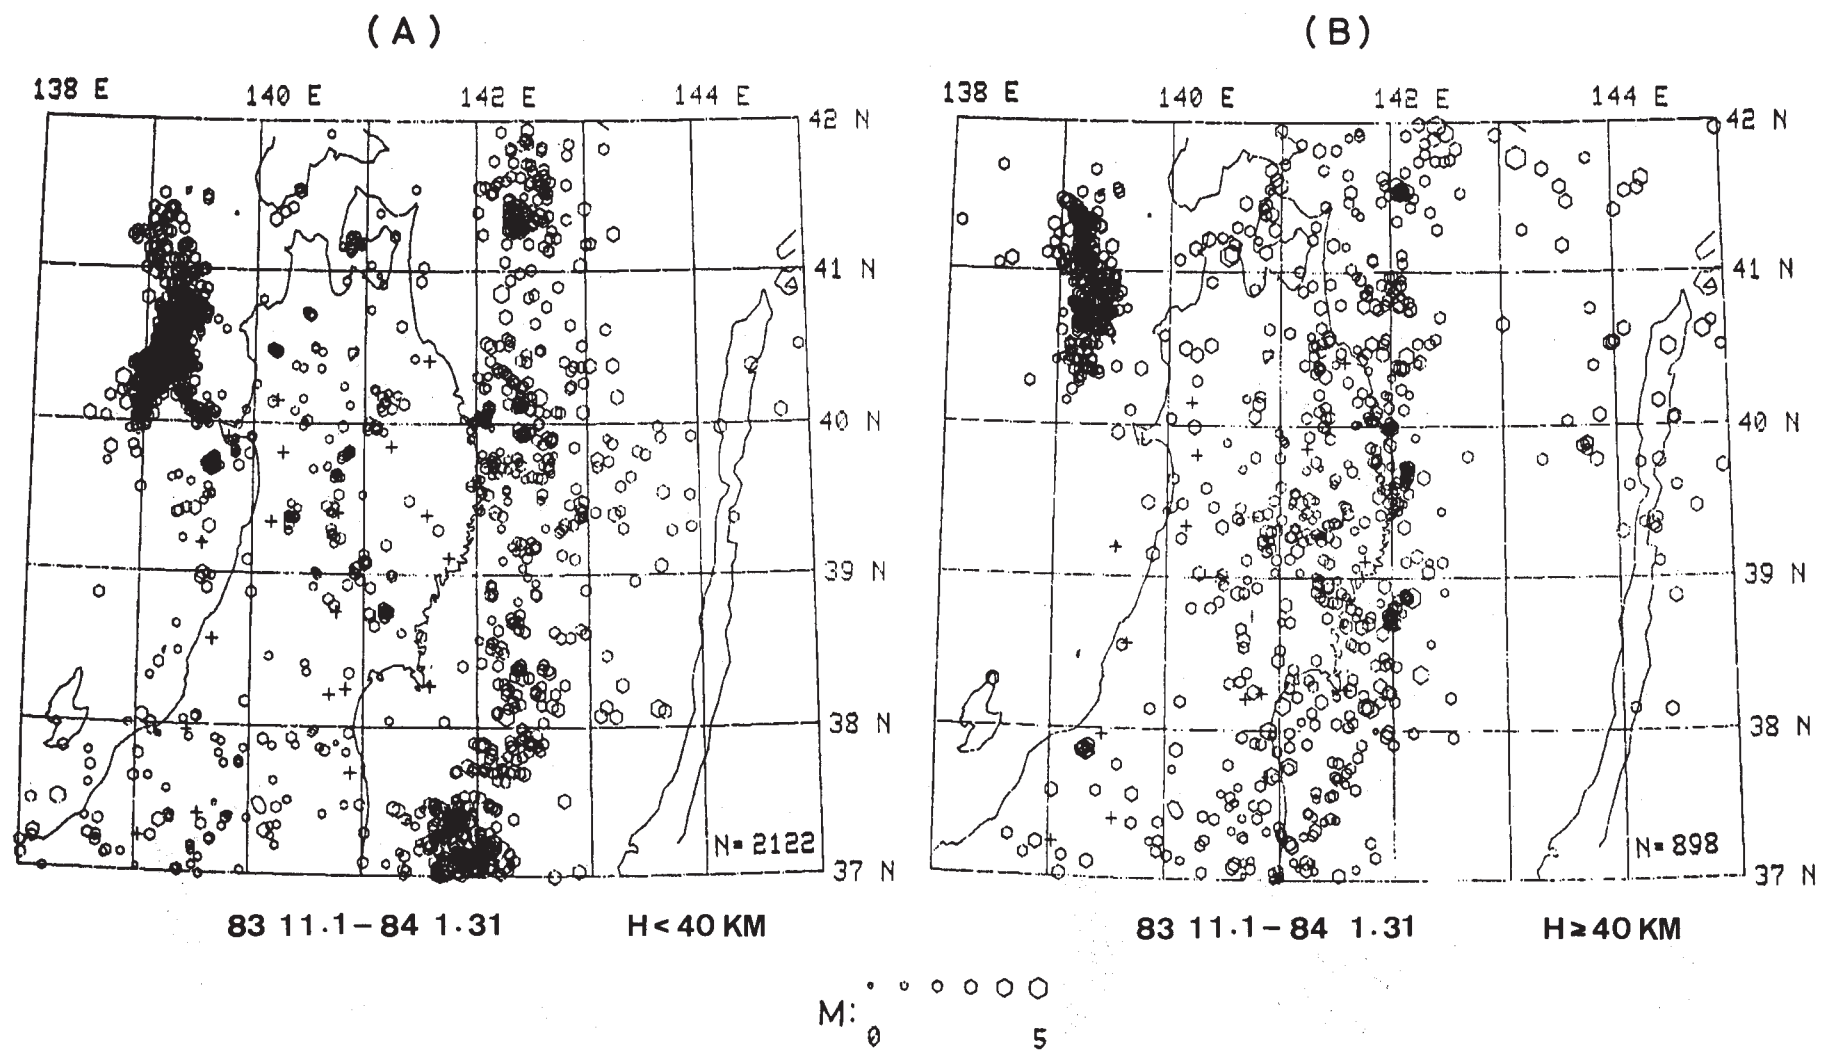 (A) (B)
138 E 140 E 142 E 144 E 138 E 140 E 142 E 144 E
42 N 42 N
41 N 41 N
40 N 40 N
39 N 39 N
38 N 38 N
N= 2122 N= 898
37 N 37 N
83 11.1-84 1.31 H<40 KM 83 11.1-84 1.31 H≥40 KM
M:
0 5